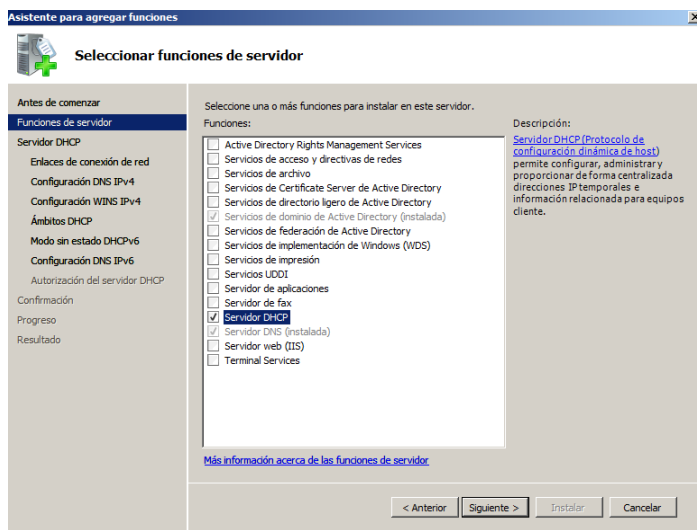 Asistente para agregar funciones
Seleccionar funciones de servidor
Antes de comenzar
Funciones de servidor
Servidor DHCP
Enlaces de conexión de red
Configuración DNS IPv4
Configuración WINS IPv4
Ámbitos DHCP
Modo sin estado DHCPv6
Configuración DNS IPv6
Autorización del servidor DHCP
Confirmación
Progreso
Resultado
Seleccione una o más funciones para instalar en este servidor.
Funciones:
Active Directory Rights Management Services
Servicios de acceso y directivas de redes
Servicios de archivo
Servicios de Certificate Server de Active Directory
Servicios de directorio ligero de Active Directory
Servicios de dominio de Active Directory (instalada)
Servicios de federación de Active Directory
Servicios de implementación de Windows (WDS)
Servicios de impresión
Servicios UDDI
Servidor de aplicaciones
Servidor de fax
Servidor DHCP
Servidor DNS (instalada)
Servidor web (IIS)
Terminal Services
Más información acerca de las funciones de servidor
Descripción:
Servidor DHCP (Protocolo de
configuración dinámica de host)
permite configurar, administrar y
proporcionar de forma centralizada
direcciones IP temporales e
información relacionada para equipos
cliente.
< Anterior
Siguiente >
Instalar
Cancelar